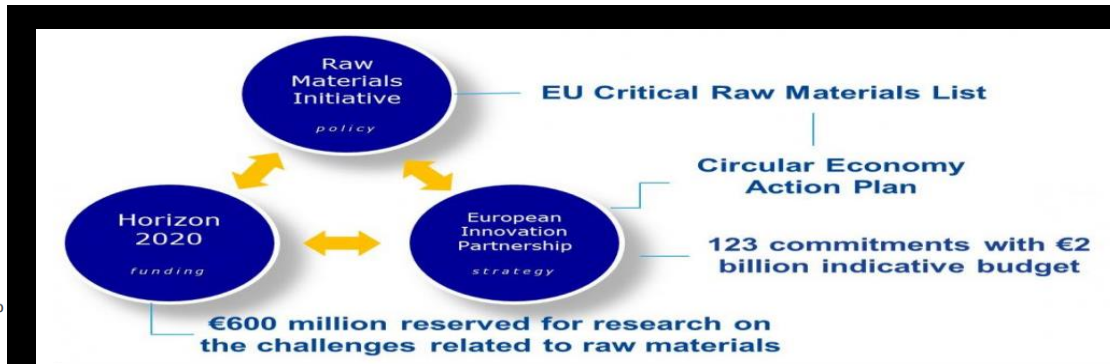 Raw
Materials
Initiative
policy
EU Critical Raw Materials List
Circular Economy
Action Plan
Horizon
2020
funding
European
Innovation
Partnership
strategy
123 commitments with €2
billion indicative budget
€600 million reserved for research on
the challenges related to raw materials